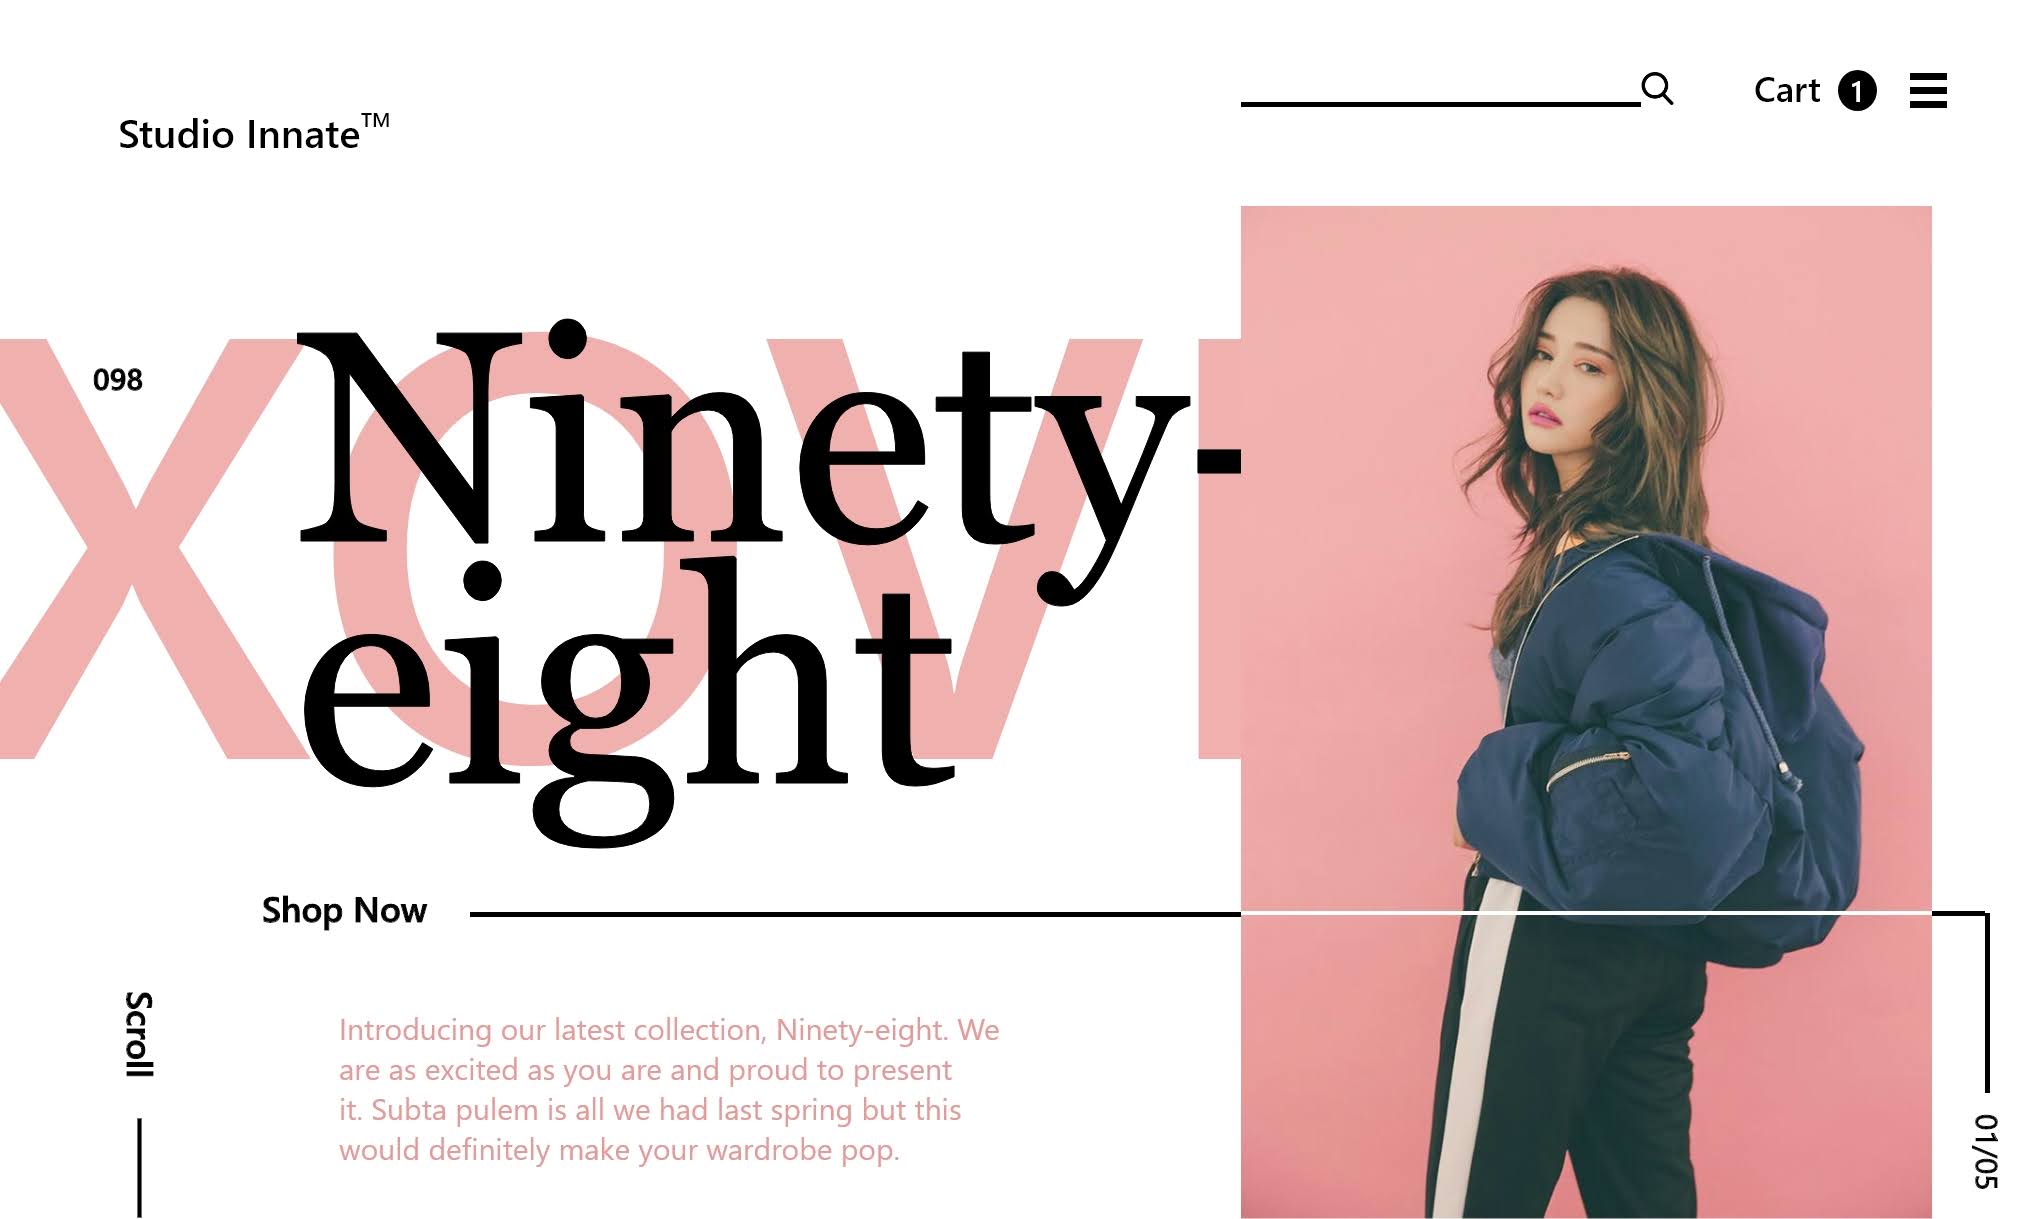 Studio Innate™
Cart 1
XOVE
098
Ninety-
eight
Shop Now
Scroll
Introducing our latest collection, Ninety-eight. We
are as excited as you are and proud to present
it. Subta pulem is all we had last spring but this
would definitely make your wardrobe pop.
01/05